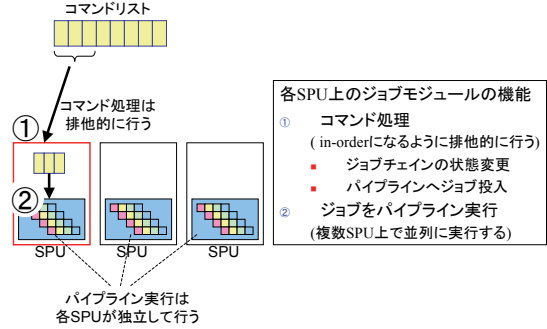 コマンドリスト
コマンド処理は
排他的に行う
①
②
SPU
SPU
SPU
パイプライン実行は
各SPUが独立して行う
各SPU上のジョブモジュールの機能
① コマンド処理
( in-orderになるように排他的に行う)
▪ ジョブチェインの状態変更
▪ パイプラインへジョブ投入
② ジョブをパイプライン実行
(複数SPU上で並列に実行する)